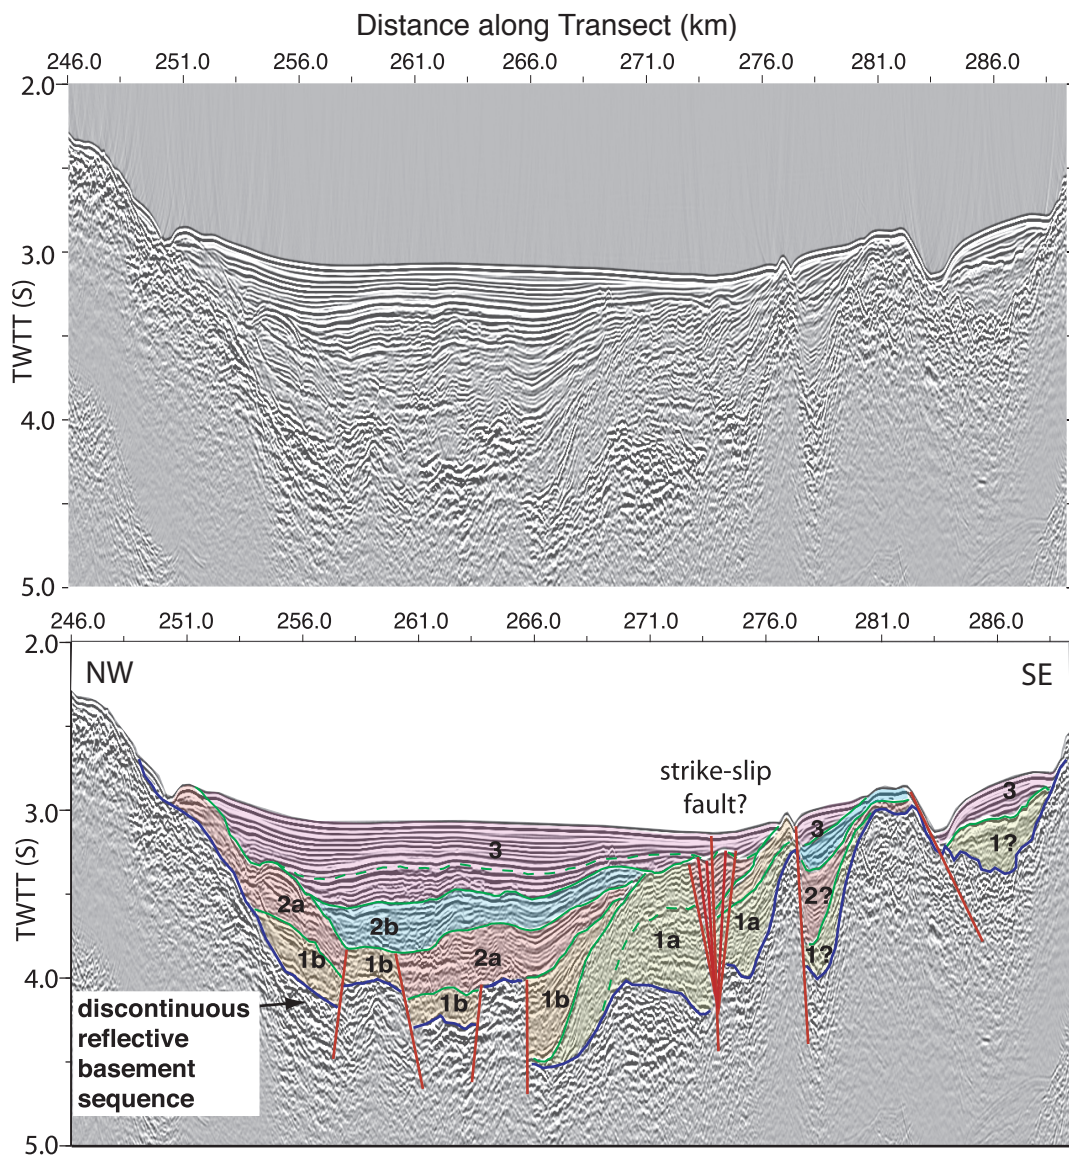 Distance along Transect (km)
246.0 251.0 256.0 261.0 266.0 271.0 276.0 281.0 286.0
2.0
3.0
TWTT (S)
4.0
5.0
246.0 251.0 256.0 261.0 266.0 271.0 276.0 281.0 286.0
2.0
NW SE
strike-slip
fault?
3.0
3
3
3
TWTT (S)
1?
2a
2b
2?
1a
1a
2a
1b
1b
1?
4.0
1b
1b
discontinuous
reflective
basement
sequence
5.0